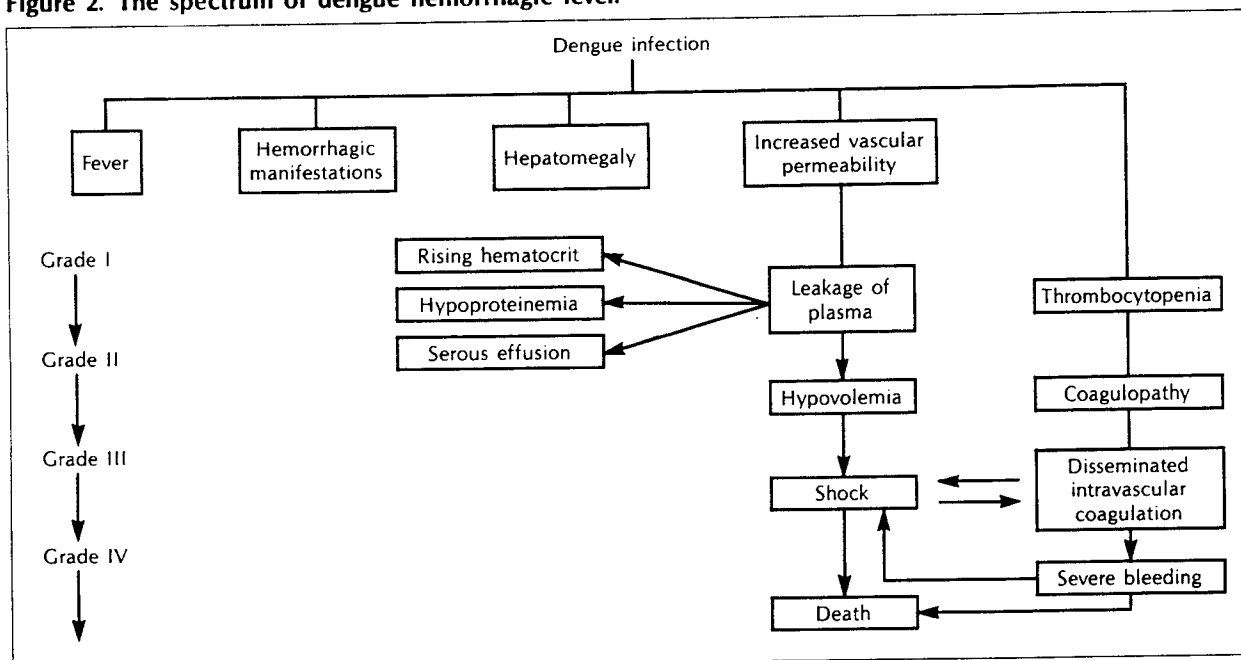 Figure 2. The spectrum of dengue hemorrhagic fever.
Dengue infection
Fever
Hemorrhagic
manifestations
Hepatomegaly
Increased vascular
permeability
Grade I
Grade II
Grade III
Grade IV
Rising hematocrit
Hypoproteinemia
Serous effusion
Leakage of
plasma
Hypovolemia
Shock
Death
Thrombocytopenia
Coagulopathy
Disseminated
intravascular
coagulation
Severe bleeding